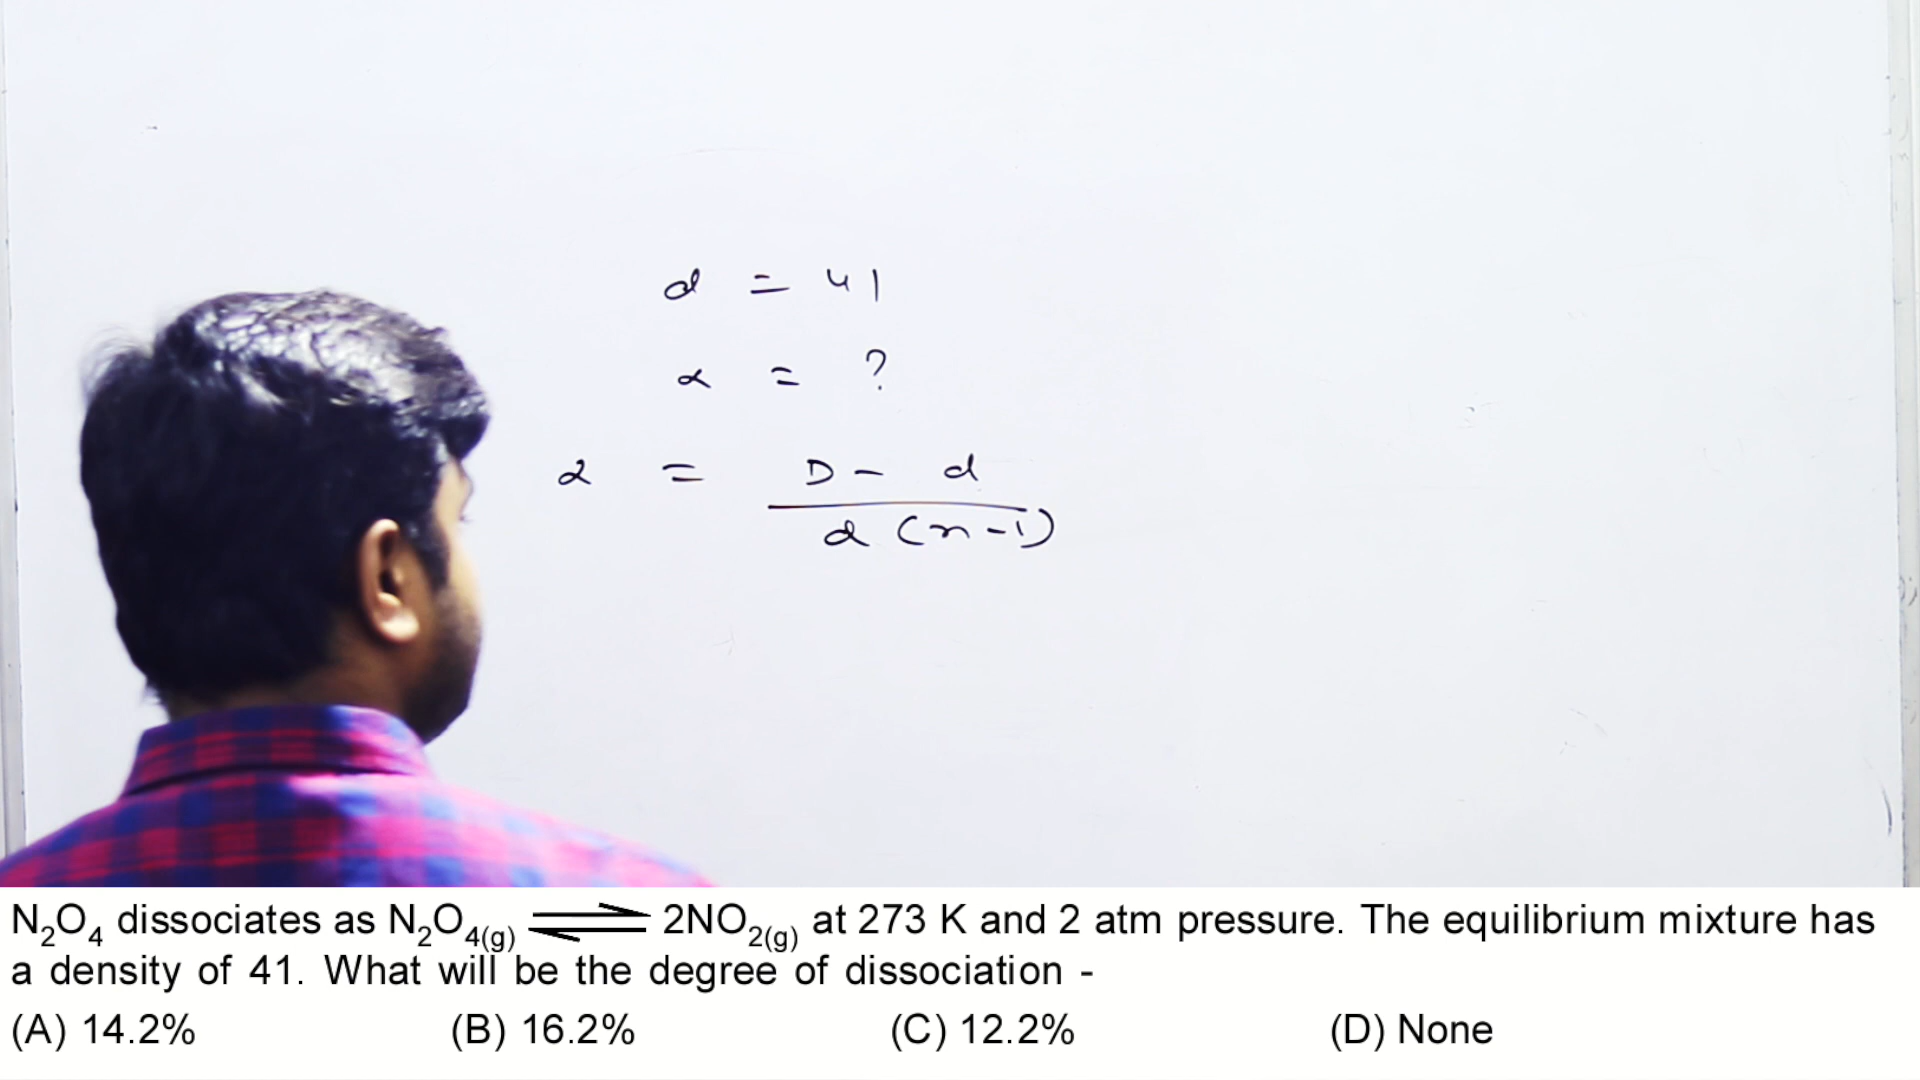 d = 41
α = ?
α = D - d
d (n-1)
N2O4 dissociates as N2O4(g) ⇌ 2NO2(g) at 273 K and 2 atm pressure. The equilibrium mixture has
a density of 41. What will be the degree of dissociation -
(A) 14.2% (B) 16.2% (C) 12.2% (D) None